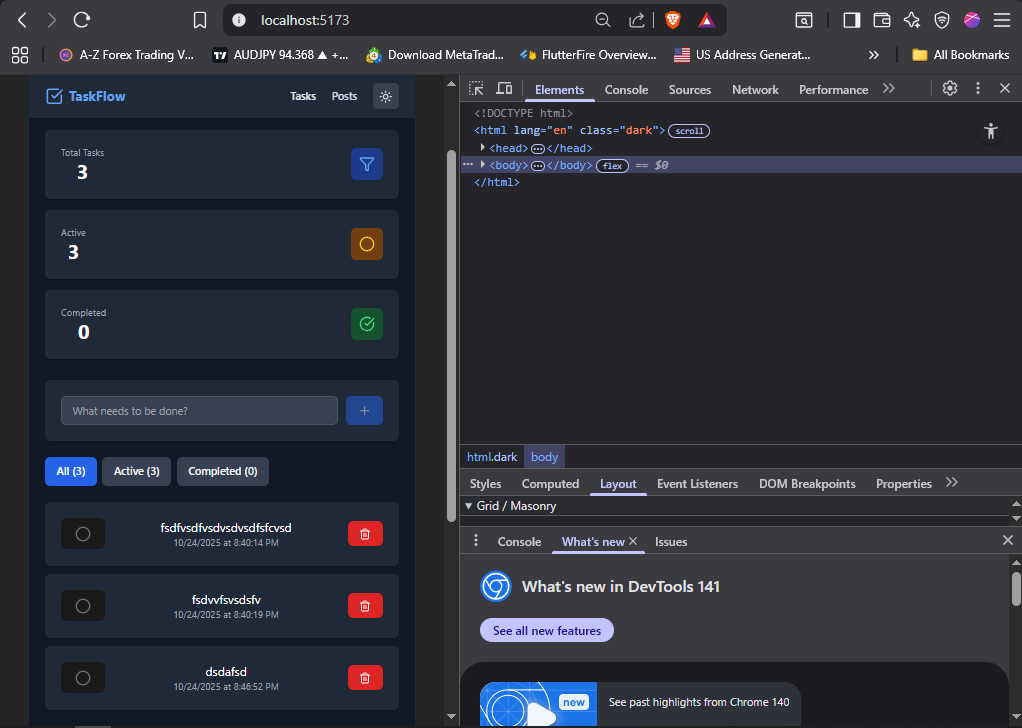 localhost:5173
A-Z Forex Trading V...
AUDJPY 94.368 ▲ +...
Download MetaTrad...
FlutterFire Overview...
US Address Generat...
»
All Bookmarks
TaskFlow
Tasks
Posts
Total Tasks
3
Active
3
Completed
0
What needs to be done?
+
All (3)
Active (3)
Completed (0)
fsdfvsdfvsdvsdvsdfsfcvsd
10/24/2025 at 8:40:14 PM
fsdvvfsvsdsfv
10/24/2025 at 8:40:19 PM
dsdafsd
10/24/2025 at 8:46:52 PM
Elements
Console
Sources
Network
Performance
»
<!DOCTYPE html>
<html lang="en" class="dark"> scroll
<head>…</head>
<body>…</body> flex == $0
</html>
html.dark
body
Styles
Computed
Layout
Event Listeners
DOM Breakpoints
Properties
»
Grid / Masonry
Console
What's new
Issues
What's new in DevTools 141
See all new features
new
See past highlights from Chrome 140